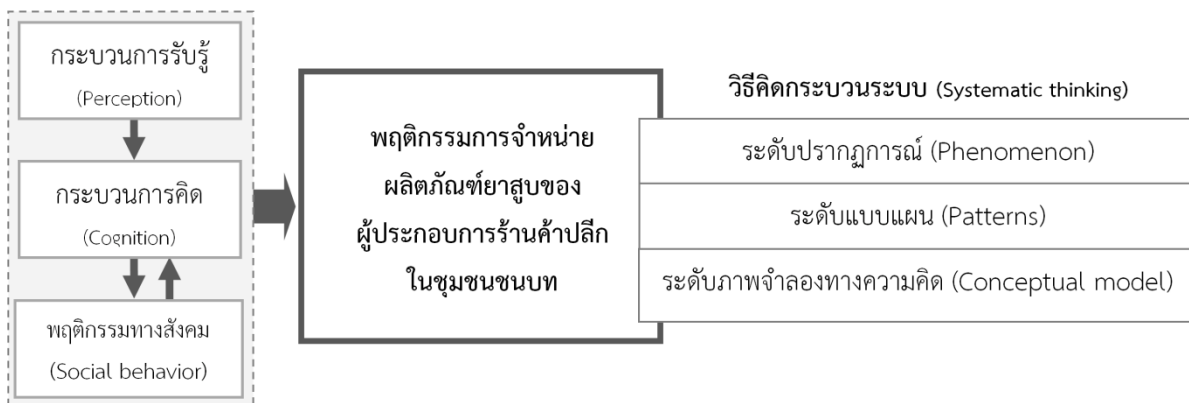 กระบวนการรับรู้
(Perception)
กระบวนการคิด
(Cognition)
พฤติกรรมทางสังคม
(Social behavior)
พฤติกรรมการจำหน่าย
ผลิตภัณฑ์ยาสูบของ
ผู้ประกอบการร้านค้าปลีก
ในชุมชนชนบท
วิธีคิดกระบวนระบบ (Systematic thinking)
ระดับปรากฏการณ์ (Phenomenon)
ระดับแบบแผน (Patterns)
ระดับภาพจำลองทางความคิด (Conceptual model)